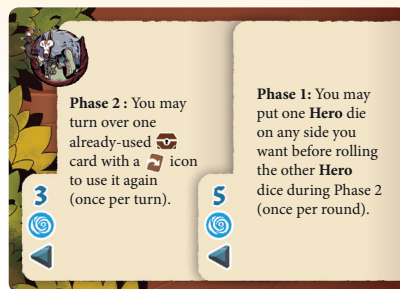 Phase 2 : You may
turn over one
already-used
card with a icon
to use it again
(once per turn).
3
Phase 1: You may
put one Hero die
on any side you
want before rolling
the other Hero
dice during Phase 2
(once per round).
5